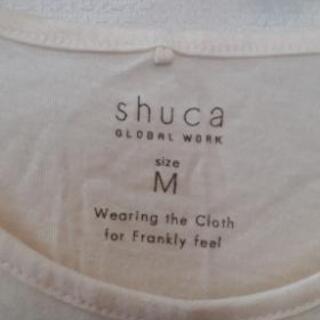 shuca
GLOBAL WORK
size
M
Wearing the Cloth
for Frankly feel